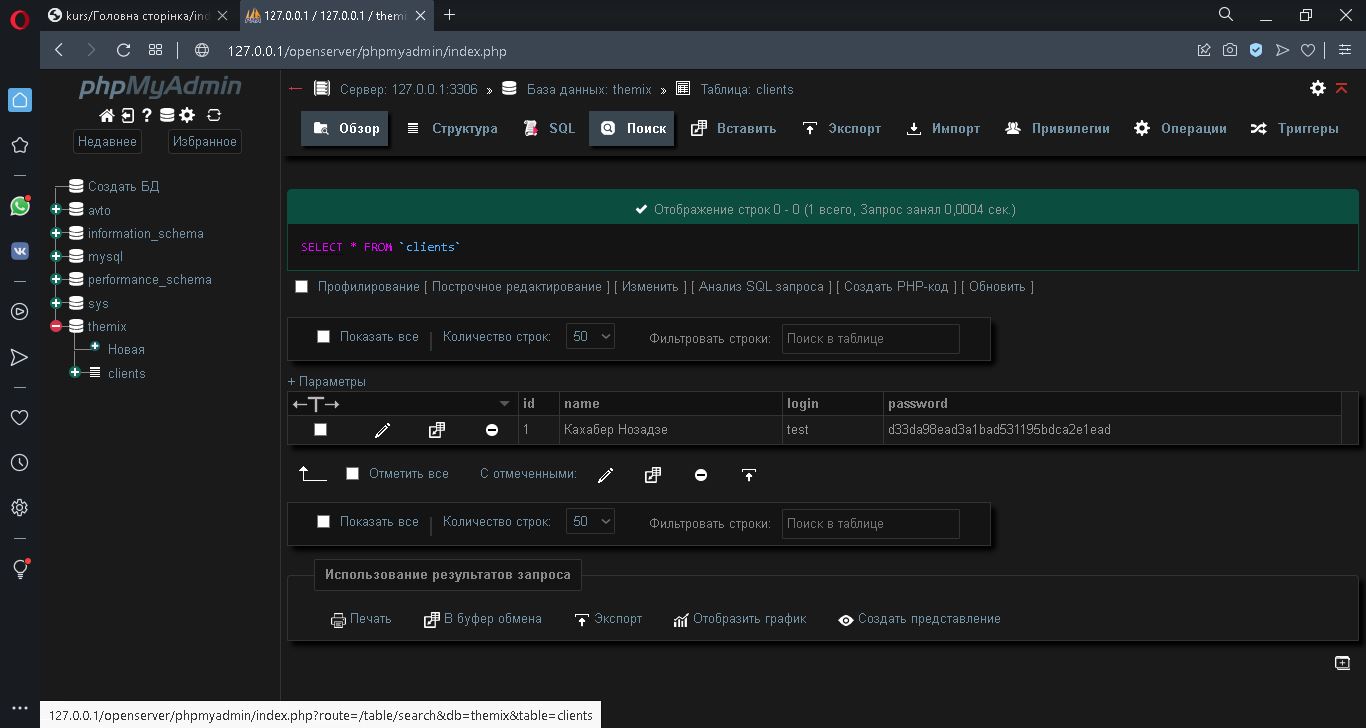 kurs/Головна сторінка/ind
127.0.0.1 / 127.0.0.1 / themi
127.0.0.1/openserver/phpmyadmin/index.php
phpMyAdmin
Недавнее Избранное
Создать БД
avto
information_schema
mysql
performance_schema
sys
themix
Новая
clients
Сервер: 127.0.0.1:3306 » База данных: themix » Таблица: clients
Обзор Структура SQL Поиск Вставить Экспорт Импорт Привилегии Операции Триггеры
Отображение строк 0 - 0 (1 всего, Запрос занял 0,0004 сек.)
SELECT * FROM `clients`
Профилирование [ Построчное редактирование ] [ Изменить ] [ Анализ SQL запроса ] [ Создать PHP-код ] [ Обновить ]
Показать все | Количество строк: 50 Фильтровать строки: Поиск в таблице
+ Параметры
←T→ id name login password
1 Кахабер Нозадзе test d33da98ead3a1bad531195bdca2e1ead
Отметить все С отмеченными:
Показать все | Количество строк: 50 Фильтровать строки: Поиск в таблице
Использование результатов запроса
Печать В буфер обмена Экспорт Отобразить график Создать представление
127.0.0.1/openserver/phpmyadmin/index.php?route=/table/search&db=themix&table=clients